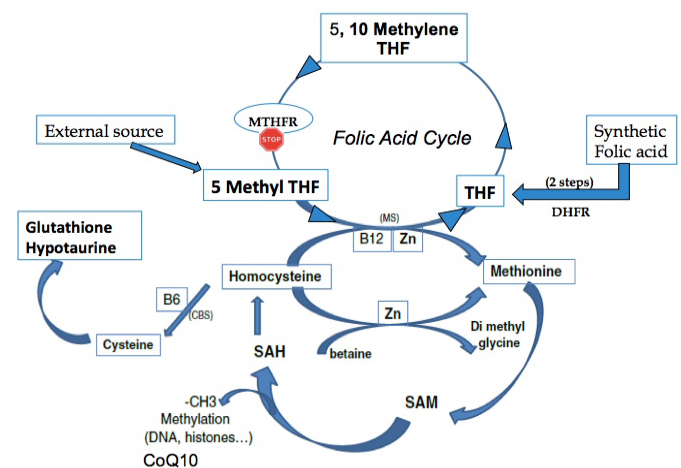 5, 10 Methylene
THF
MTHFR
STOP
Folic Acid Cycle
External source
Synthetic
Folic acid
5 Methyl THF
THF
(2 steps)
DHFR
(MS)
B12
Zn
Glutathione
Hypotaurine
Homocysteine
Methionine
B6
(CBS)
Zn
Cysteine
SAH
betaine
Di methyl
glycine
-CH3
Methylation
(DNA, histones...)
CoQ10
SAM